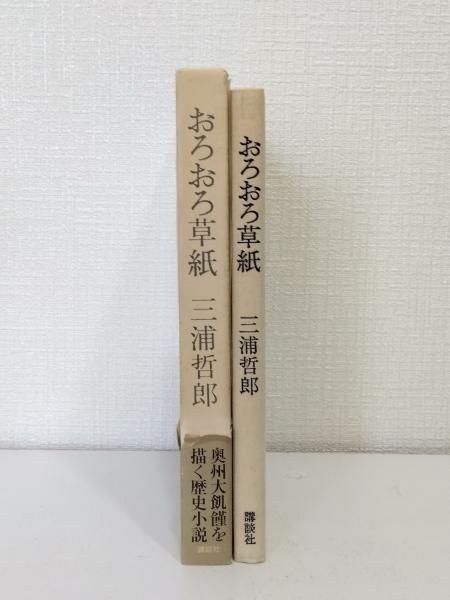 おろおろ草紙
三浦哲郎
奥州大飢饉を
描く歴史小説
講談社
おろおろ草紙
三浦哲郎
講談社